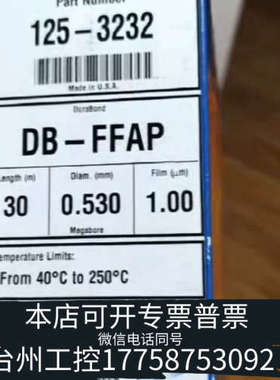 Part Number
125-3232
Made in U.S.A.
DuraBond
DB-FFAP
Length (m)
Diam. (mm)
Film (μm)
30
0.530
1.00
Megabore
Temperature Limits:
From 40°C to 250°C
本店可开专票普票
微信电话同号
台州工控17758753092